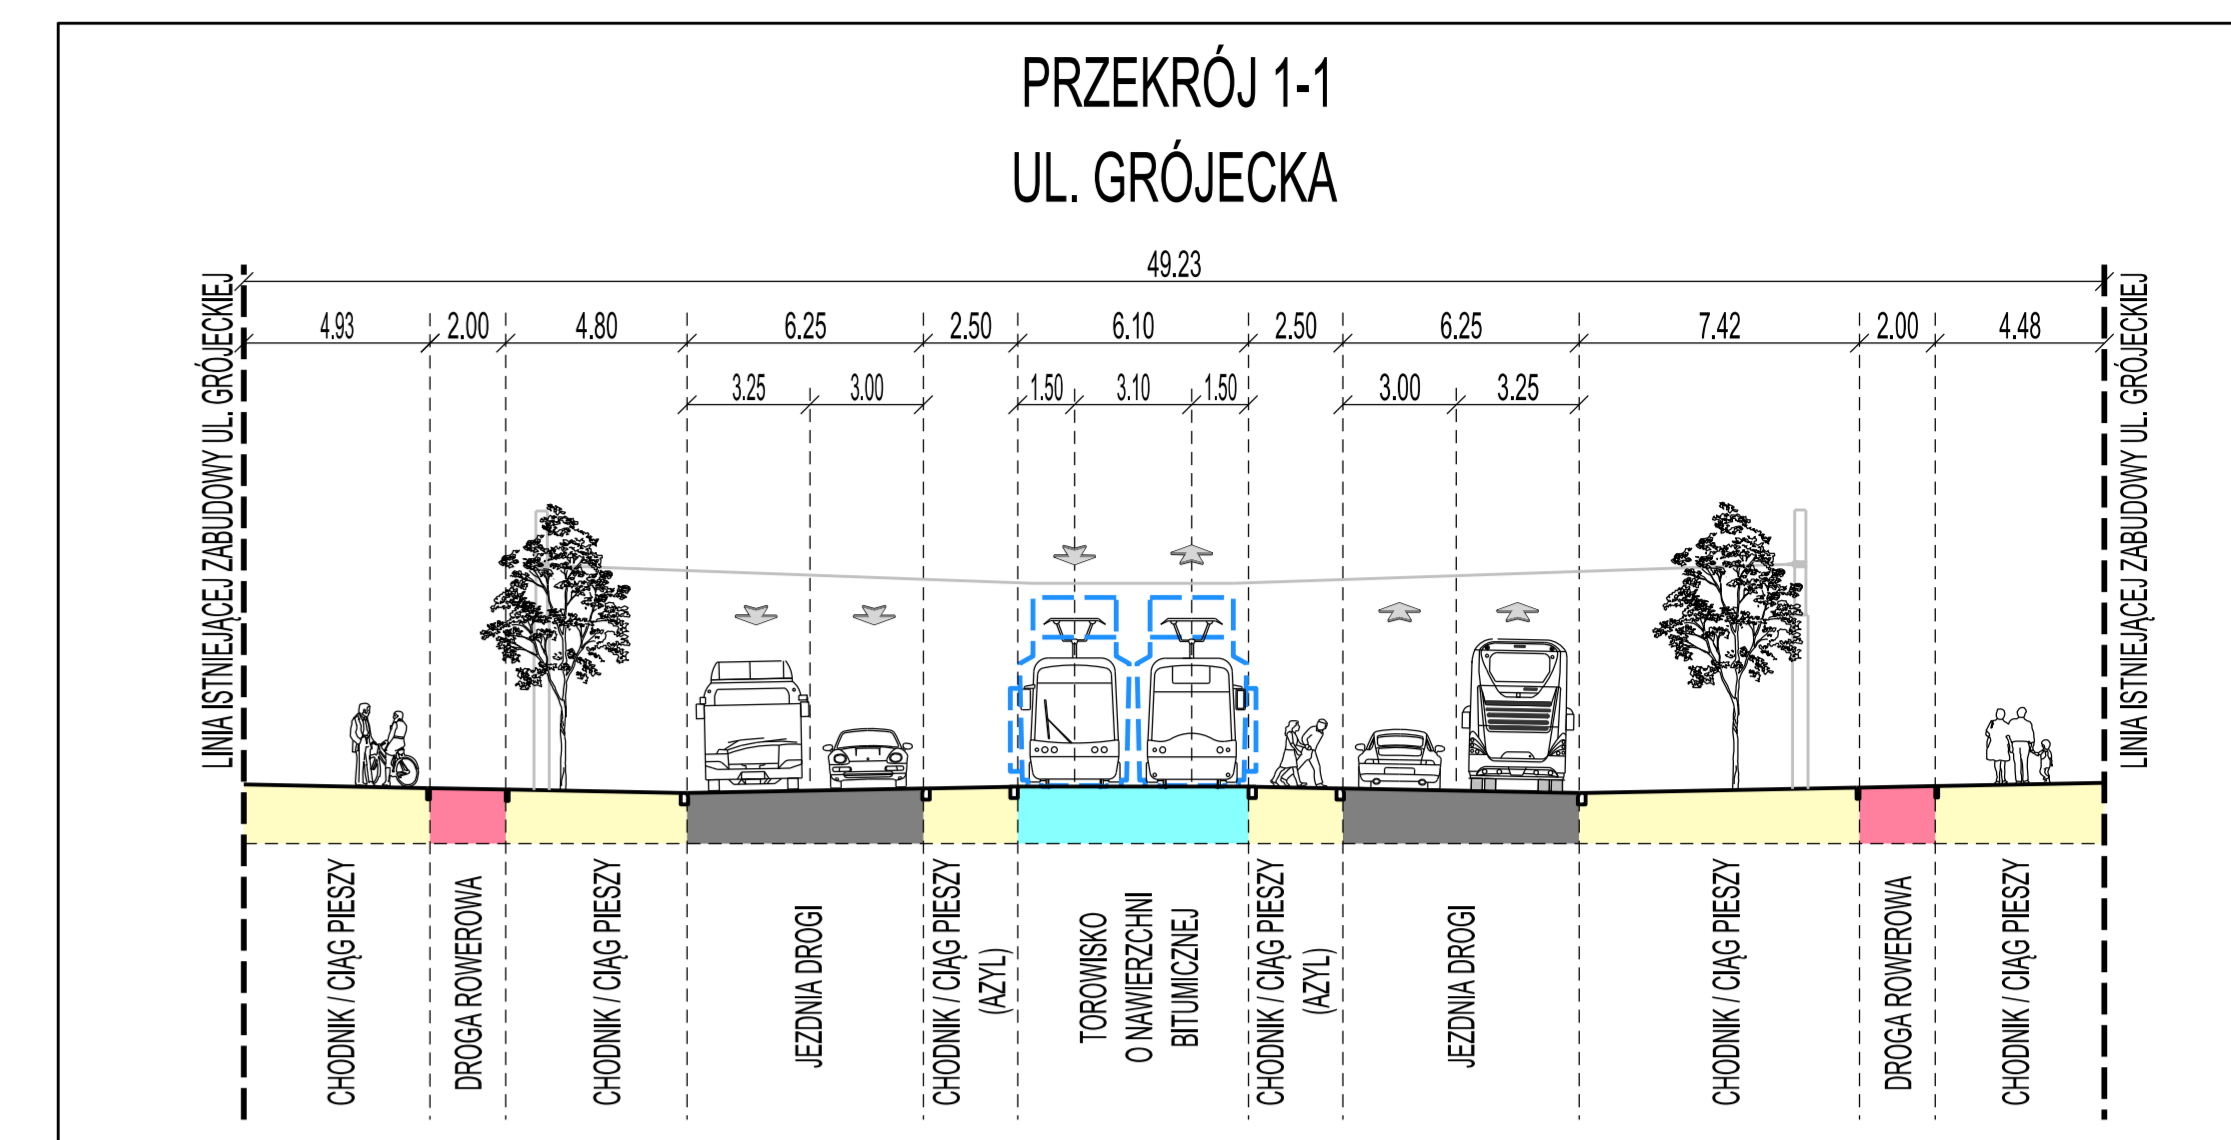 PRZEKRÓJ 1-1
UL. GRÓJECKA
49.23
4.93 2.00 4.80 6.25 2.50 6.10 2.50 6.25 7.42 2.00 4.48
3.25 3.00 1.50 3.10 1.50 3.00 3.25
LINIA ISTNIEJĄCEJ ZABUDOWY UL. GRÓJECKIEJ
LINIA ISTNIEJĄCEJ ZABUDOWY UL. GRÓJECKIEJ
CHODNIK / CIĄG PIESZY
DROGA ROWEROWA
CHODNIK / CIĄG PIESZY
JEZDNIA DROGI
CHODNIK / CIĄG PIESZY
(AZYL)
TOROWISKO
O NAWIERZCHNI
BITUMICZNEJ
CHODNIK / CIĄG PIESZY
(AZYL)
JEZDNIA DROGI
CHODNIK / CIĄG PIESZY
DROGA ROWEROWA
CHODNIK / CIĄG PIESZY